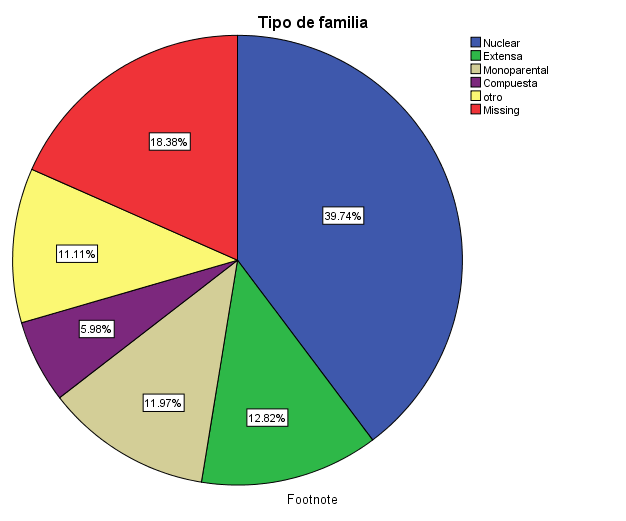 Tipo de familia
Nuclear
Extensa
Monoparental
Compuesta
otro
Missing
18.38%
39.74%
11.11%
5.98%
11.97%
12.82%
Footnote